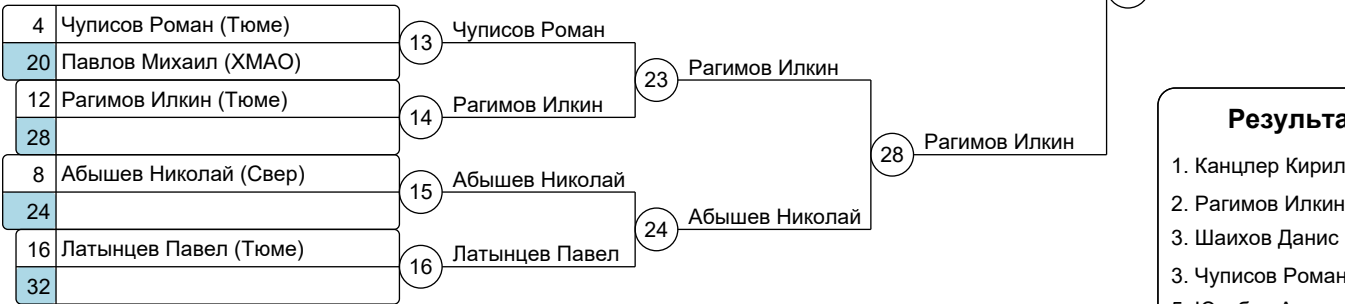 4 Чуписов Роман (Тюме)
20 Павлов Михаил (ХМАО)
12 Рагимов Илкин (Тюме)
28
8 Абышев Николай (Свер)
24
16 Латынцев Павел (Тюме)
32
13 Чуписов Роман
14 Рагимов Илкин
15 Абышев Николай
16 Латынцев Павел
23 Рагимов Илкин
24 Абышев Николай
28 Рагимов Илкин
Результа
1. Канцлер Кирил
2. Рагимов Илкин
3. Шаихов Данис
3. Чуписов Роман